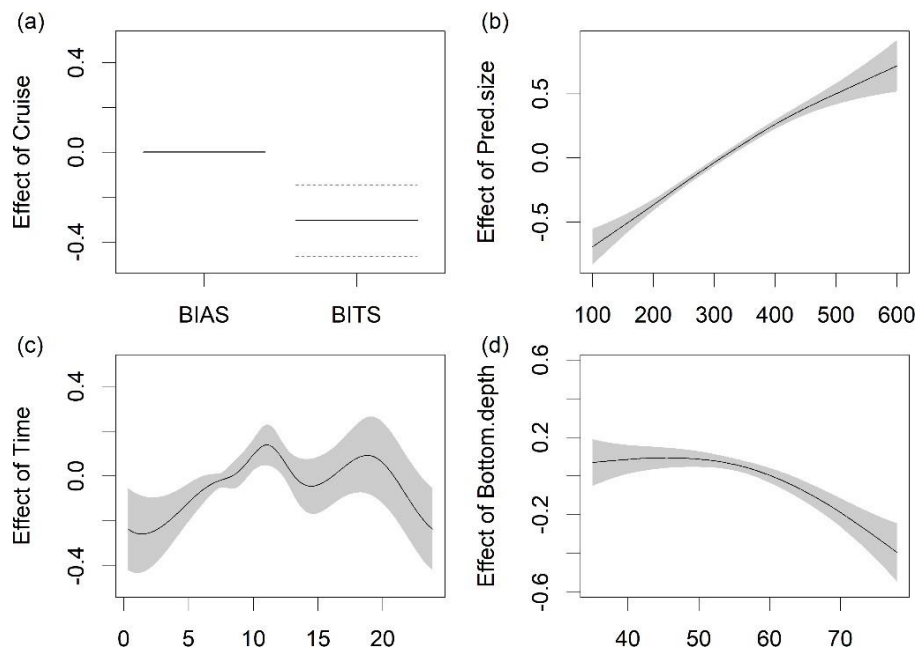 (a)
Effect of Cruise
0.4
0.0
-0.4
BIAS BITS
(b)
Effect of Pred.size
0.5
0.0
-0.5
100 200 300 400 500 600
(c)
Effect of Time
0.4
0.0
-0.4
0 5 10 15 20
(d)
Effect of Bottom.depth
0.6
0.2
-0.2
-0.6
40 50 60 70